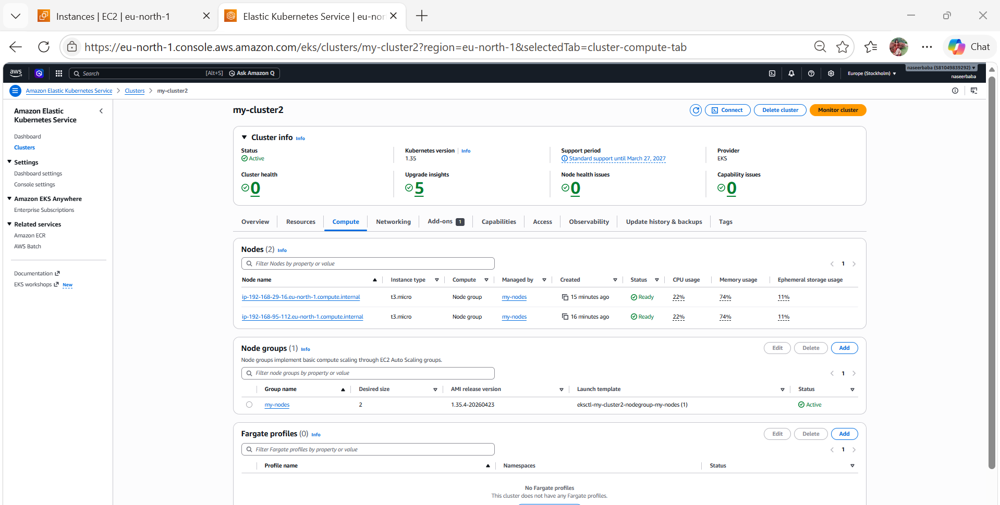 Instances | EC2 | eu-north-1
Elastic Kubernetes Service | eu-nor
https://eu-north-1.console.aws.amazon.com/eks/clusters/my-cluster2?region=eu-north-1&selectedTab=cluster-compute-tab
Chat
aws
Search [Alt+S] Ask Amazon Q
Europe (Stockholm)
naseerbaba (581049839292)
naseerbaba
Amazon Elastic Kubernetes Service > Clusters > my-cluster2
Amazon Elastic
Kubernetes Service
Dashboard
Clusters
Settings
Dashboard settings
Console settings
Amazon EKS Anywhere
Enterprise Subscriptions
Related services
Amazon ECR
AWS Batch
Documentation
EKS workshops New
my-cluster2
Connect
Delete cluster
Monitor cluster
Cluster info Info
Status
Active
Kubernetes version | Info
1.35
Support period
Standard support until March 27, 2027
Provider
EKS
Cluster health
0
Upgrade insights
5
Node health issues
0
Capability issues
0
Overview Resources Compute Networking Add-ons 1 Capabilities Access Observability Update history & backups Tags
Nodes (2) Info
Filter Nodes by property or value
1
Node name Instance type Compute Managed by Created Status CPU usage Memory usage Ephemeral storage usage
ip-192-168-29-16.eu-north-1.compute.internal t3.micro Node group my-nodes 15 minutes ago Ready 22% 74% 11%
ip-192-168-95-112.eu-north-1.compute.internal t3.micro Node group my-nodes 16 minutes ago Ready 22% 74% 11%
Node groups (1) Info
Edit Delete Add
Node groups implement basic compute scaling through EC2 Auto Scaling groups.
Filter node groups by property or value
1
Group name Desired size AMI release version Launch template Status
my-nodes 2 1.35.4-20260423 eksctl-my-cluster2-nodegroup-my-nodes (1) Active
Fargate profiles (0) Info
Edit Delete Add
Filter Fargate profiles by property or value
1
Profile name Namespaces Status
No Fargate profiles
This cluster does not have any Fargate profiles.